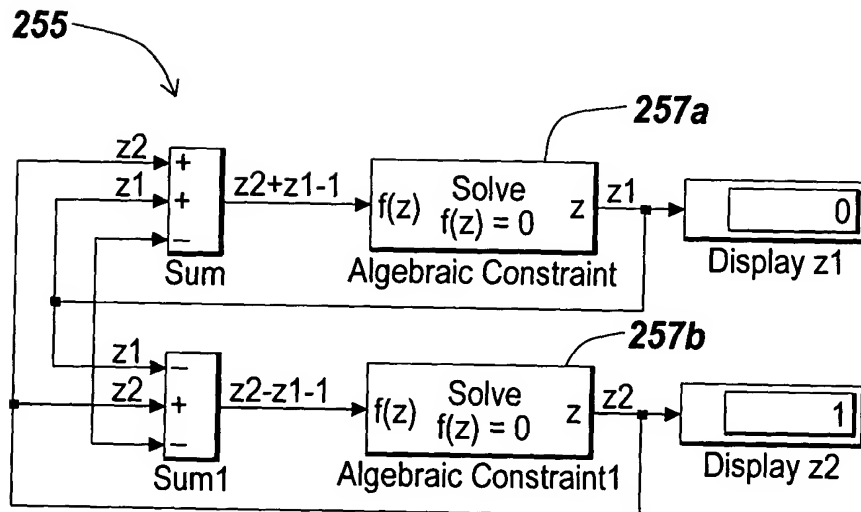 255
257a
z2
+
z1
+
−
z2+z1-1
f(z)
Solve
f(z) = 0
z
z1
0
Sum
Algebraic Constraint
Display z1
257b
z1
−
z2
+
−
z2-z1-1
f(z)
Solve
f(z) = 0
z
z2
1
Sum1
Algebraic Constraint1
Display z2